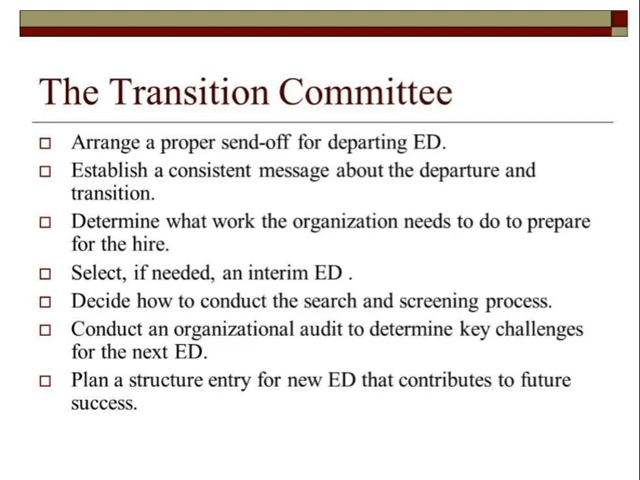 The Transition Committee
Arrange a proper send-off for departing ED.
Establish a consistent message about the departure and
transition.
Determine what work the organization needs to do to prepare
for the hire.
Select, if needed, an interim ED .
Decide how to conduct the search and screening process.
Conduct an organizational audit to determine key challenges
for the next ED.
Plan a structure entry for new ED that contributes to future
success.